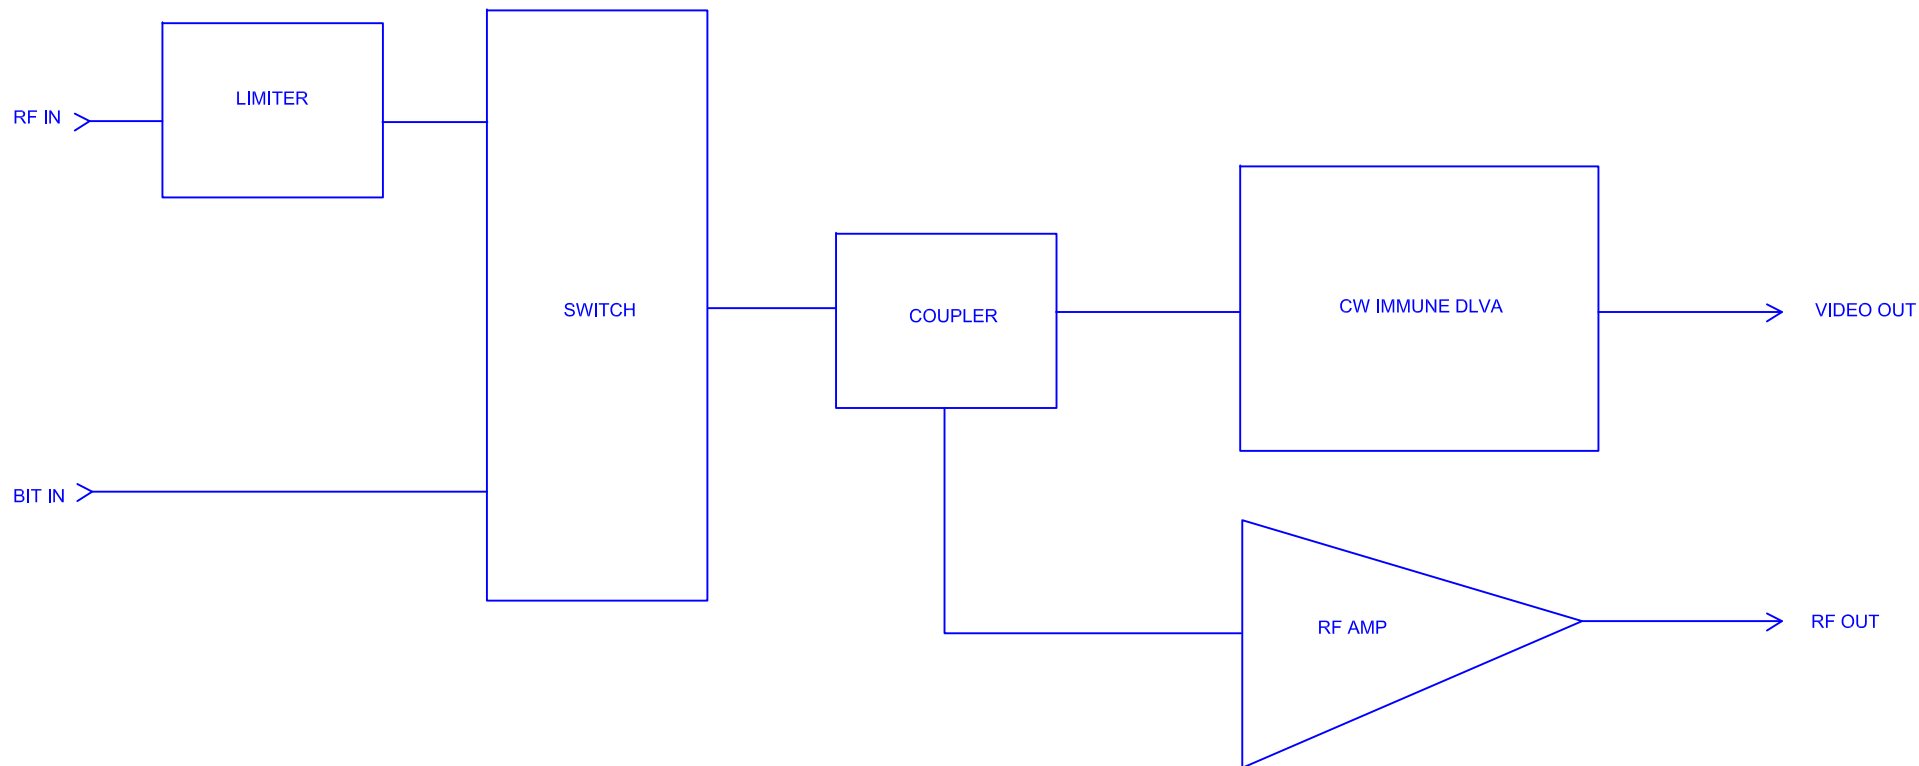 LIMITER
RF IN
SWITCH
COUPLER
CW IMMUNE DLVA
VIDEO OUT
BIT IN
RF AMP
RF OUT